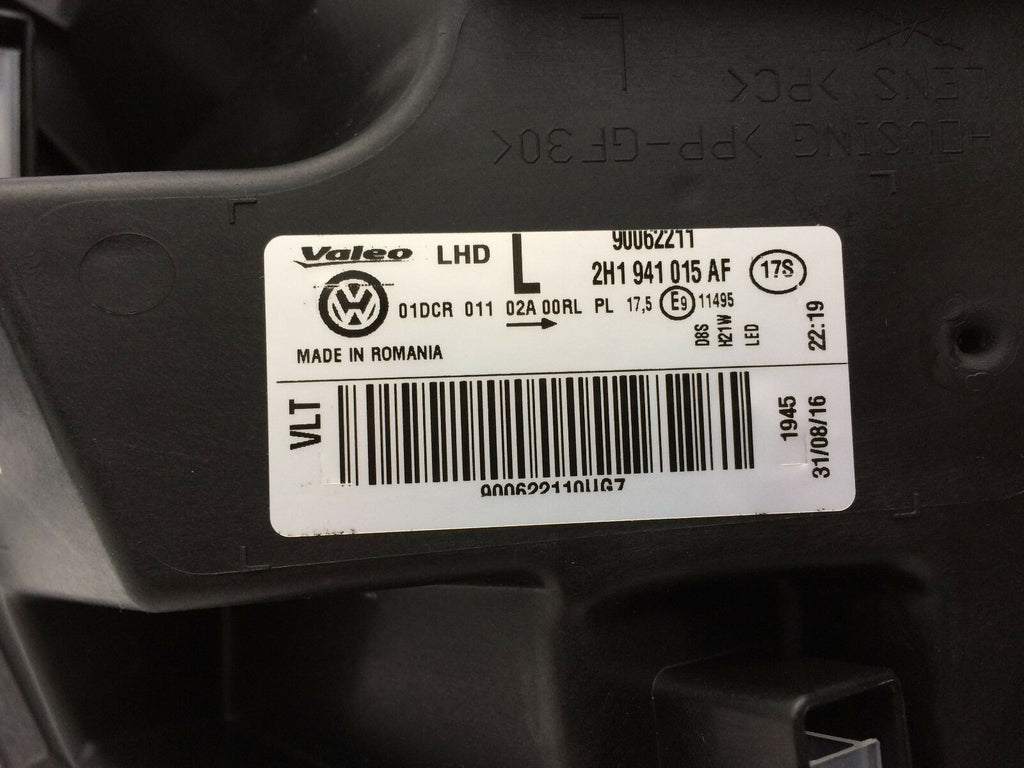 L
LENS >PC<
HOUSING >PP-GF30<
Valeo LHD L 90062211
2H1 941 015 AF 17S
01DCR 011 02A 00RL PL 17,5 E9 11495
D8S
H21W
LED
22:19
MADE IN ROMANIA
VLT
1945
31/08/16
900622110UG7